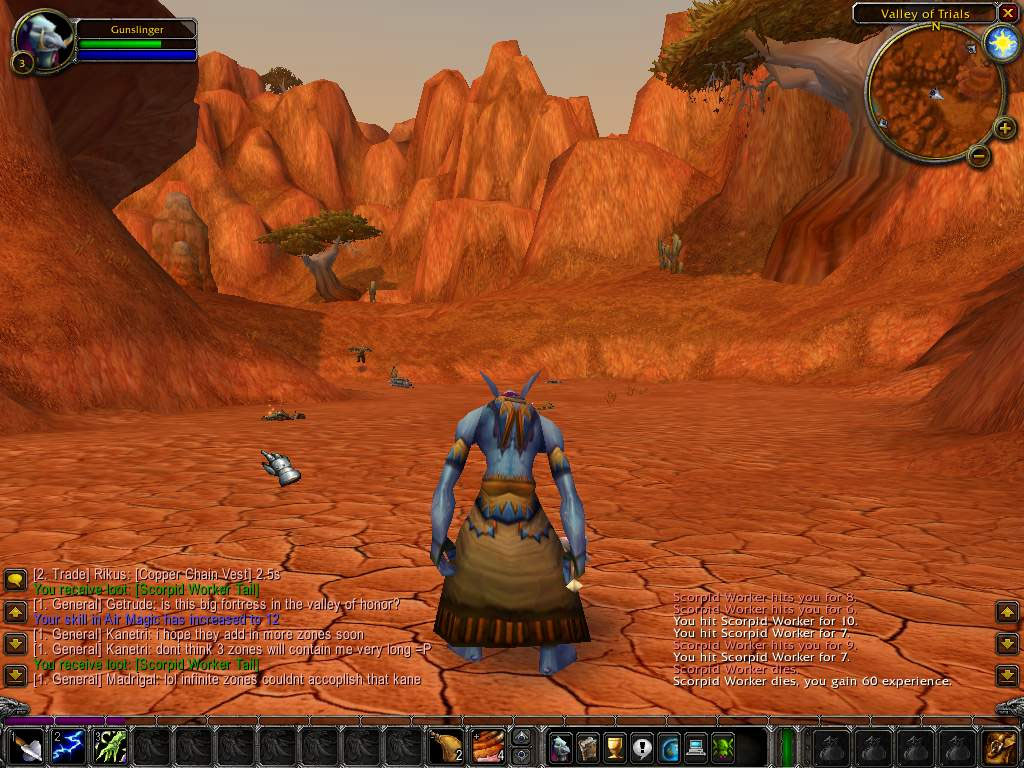 Gunslinger
3
Valley of Trials
N
[2. Trade] Rikus: [Copper Chain Vest] 2.5s
You receive loot: [Scorpid Worker Tail]
[1. General] Getrude: is this big fortress in the valley of honor?
Your skill in Air Magic has increased to 12
[1. General] Kanetri: i hope they add in more zones soon
[1. General] Kanetri: dont think 3 zones will contain me very long =P
You receive loot: [Scorpid Worker Tail]
[1. General] Madrigal: lol infinite zones couldnt accoplish that kane
Scorpid Worker hits you for 8.
Scorpid Worker hits you for 6.
You hit Scorpid Worker for 10.
You hit Scorpid Worker for 7.
Scorpid Worker hits you for 9.
You hit Scorpid Worker for 7.
Scorpid Worker dies.
Scorpid Worker dies, you gain 60 experience.
2 3 2 4